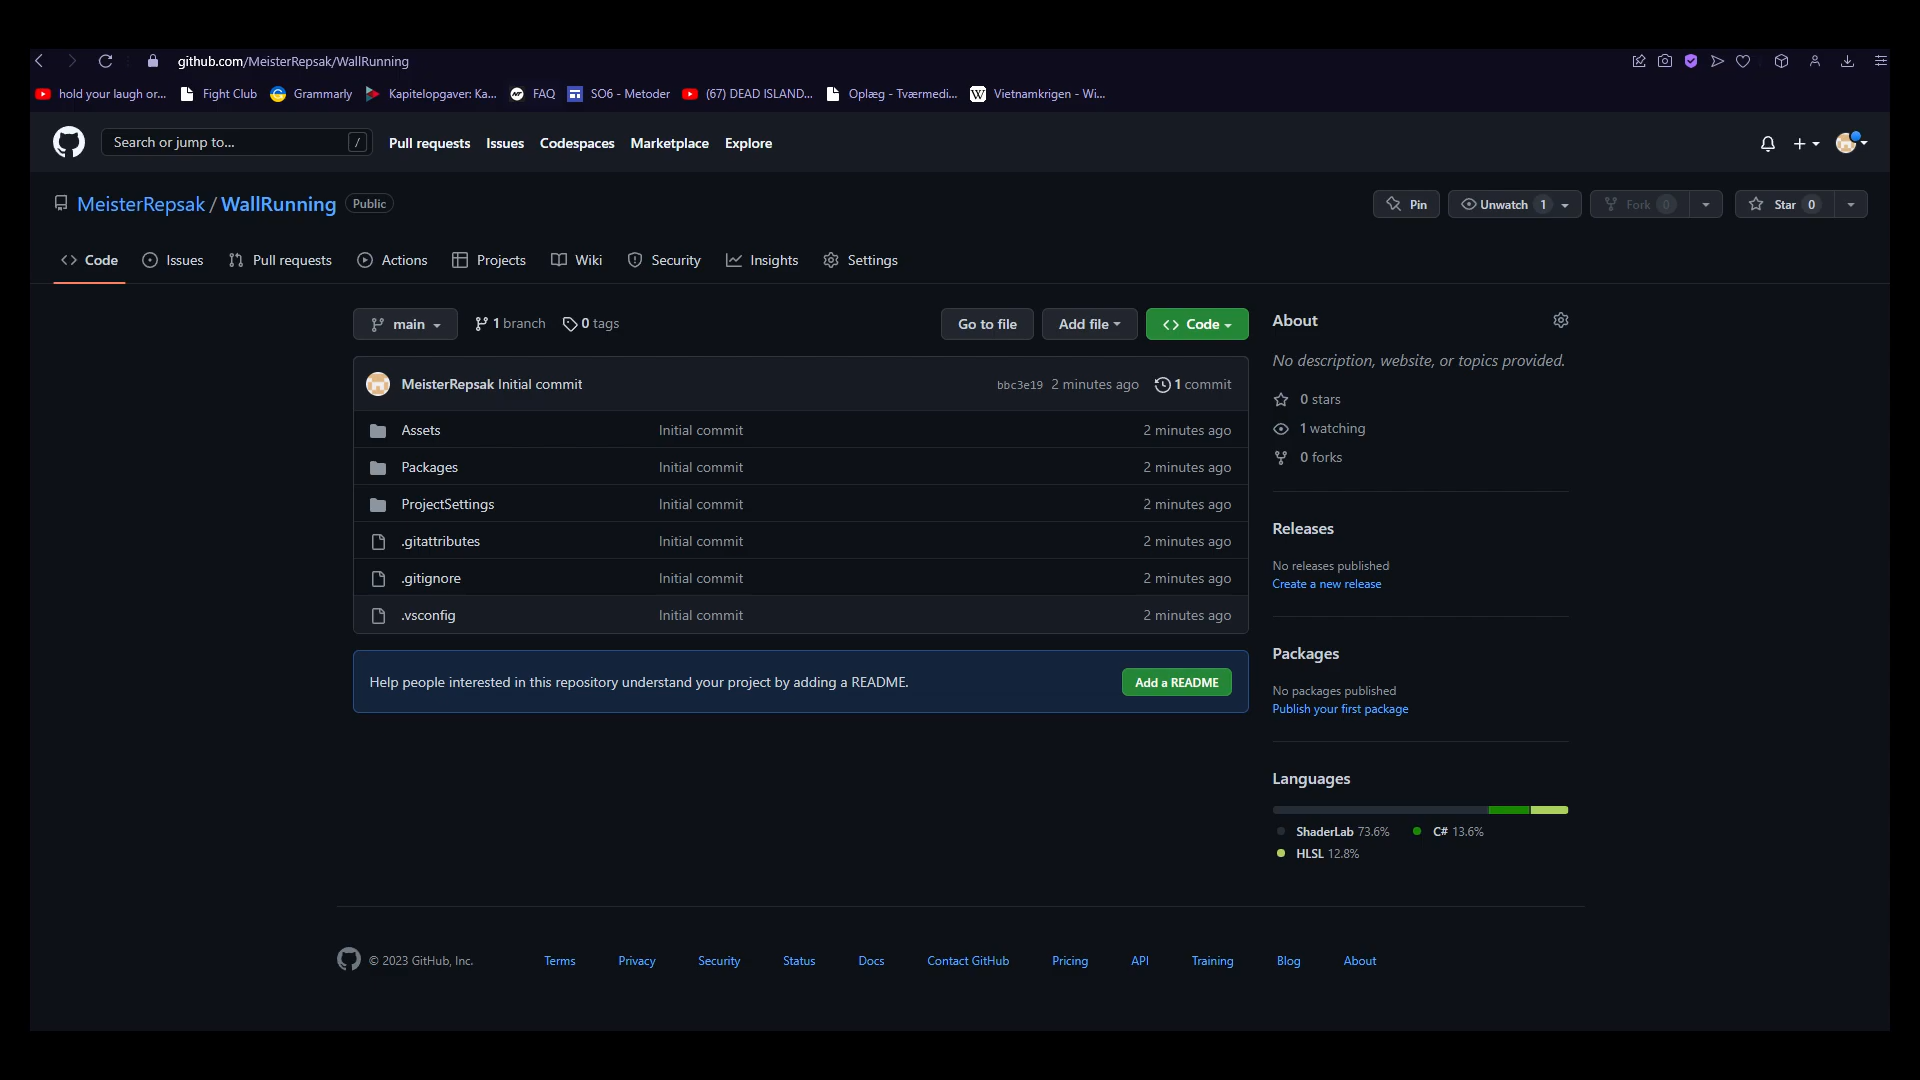 github.com/MeisterRepsak/WallRunning
hold your laugh or... Fight Club Grammarly Kapitelopgaver: Ka... FAQ SO6 - Metoder (67) DEAD ISLAND... Oplæg - Tværmedi... W Vietnamkrigen - Wi...
Search or jump to... / Pull requests Issues Codespaces Marketplace Explore
MeisterRepsak / WallRunning Public Pin Unwatch 1 Fork 0 Star 0
Code Issues Pull requests Actions Projects Wiki Security Insights Settings
main 1 branch 0 tags Go to file Add file Code
MeisterRepsak Initial commit bbc3e19 2 minutes ago 1 commit
Assets Initial commit 2 minutes ago
Packages Initial commit 2 minutes ago
ProjectSettings Initial commit 2 minutes ago
.gitattributes Initial commit 2 minutes ago
.gitignore Initial commit 2 minutes ago
.vsconfig Initial commit 2 minutes ago
Help people interested in this repository understand your project by adding a README. Add a README
About
No description, website, or topics provided.
0 stars
1 watching
0 forks
Releases
No releases published
Create a new release
Packages
No packages published
Publish your first package
Languages
ShaderLab 73.6% C# 13.6%
HLSL 12.8%
© 2023 GitHub, Inc. Terms Privacy Security Status Docs Contact GitHub Pricing API Training Blog About